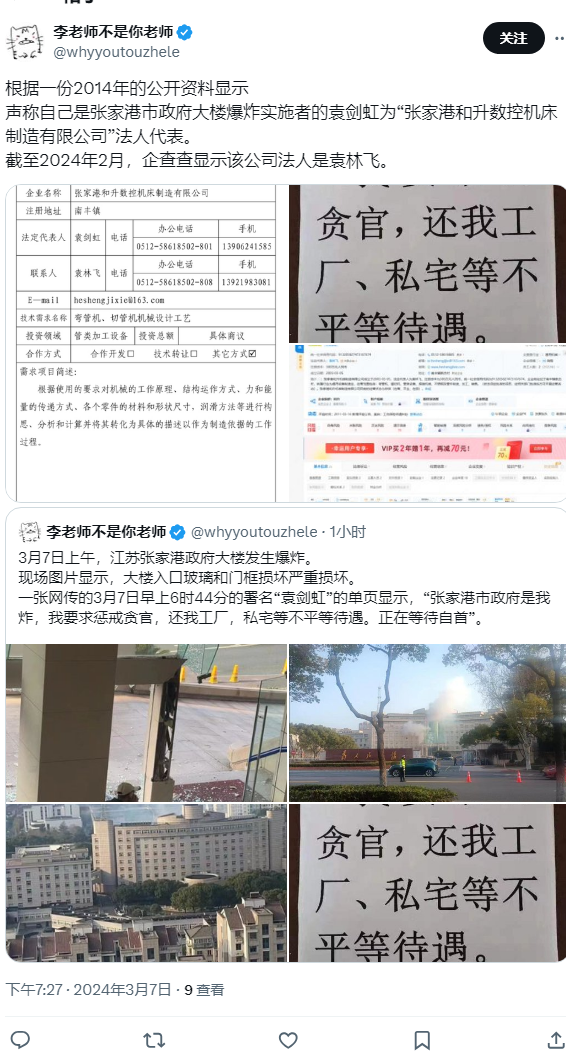 李老师不是你老师
@whyyoutouzhele
关注
根据一份2014年的公开资料显示
声称自己是张家港市政府大楼爆炸实施者的袁剑虹为“张家港和升数控机床
制造有限公司”法人代表。
截至2024年2月，企查查显示该公司法人是袁林飞。
企业名称 张家港和升数控机床制造有限公司
注册地址 南丰镇
法定代表人 袁剑虹 电话 办公电话 手机
0512-58618502-801 13906241585
联系人 袁林飞 电话 办公电话 手机
0512-58618502-808 13921983081
E—mail heshengjixie@163.com
技术需求名称 弯管机、切管机机械设计工艺
投资领域 管类加工设备 投资总额 具体商议
合作方式 合作开发☐ 技术转让☐ 其它方式☑
需求项目简述：
根据使用的要求对机械的工作原理、结构运作方式、力和能
量的传递方式、各个零件的材料和形状尺寸，润滑方法等进行构
思、分析和计算并将其转化为具体的描述以作为制造依据的工作
过程。
贪官，还我工
厂、私宅等不
平等待遇。
VIP买2年赠1年，再减70元！
李老师不是你老师 @whyyoutouzhele · 1小时
3月7日上午，江苏张家港政府大楼发生爆炸。
现场图片显示，大楼入口玻璃和门框损坏严重损坏。
一张网传的3月7日早上6时44分的署名“袁剑虹”的单页显示，“张家港市政府是我
炸，我要求惩戒贪官，还我工厂，私宅等不平等待遇。正在等待自首”。
贪官，还我工
厂、私宅等不
平等待遇。
下午7:27 · 2024年3月7日 · 9 查看